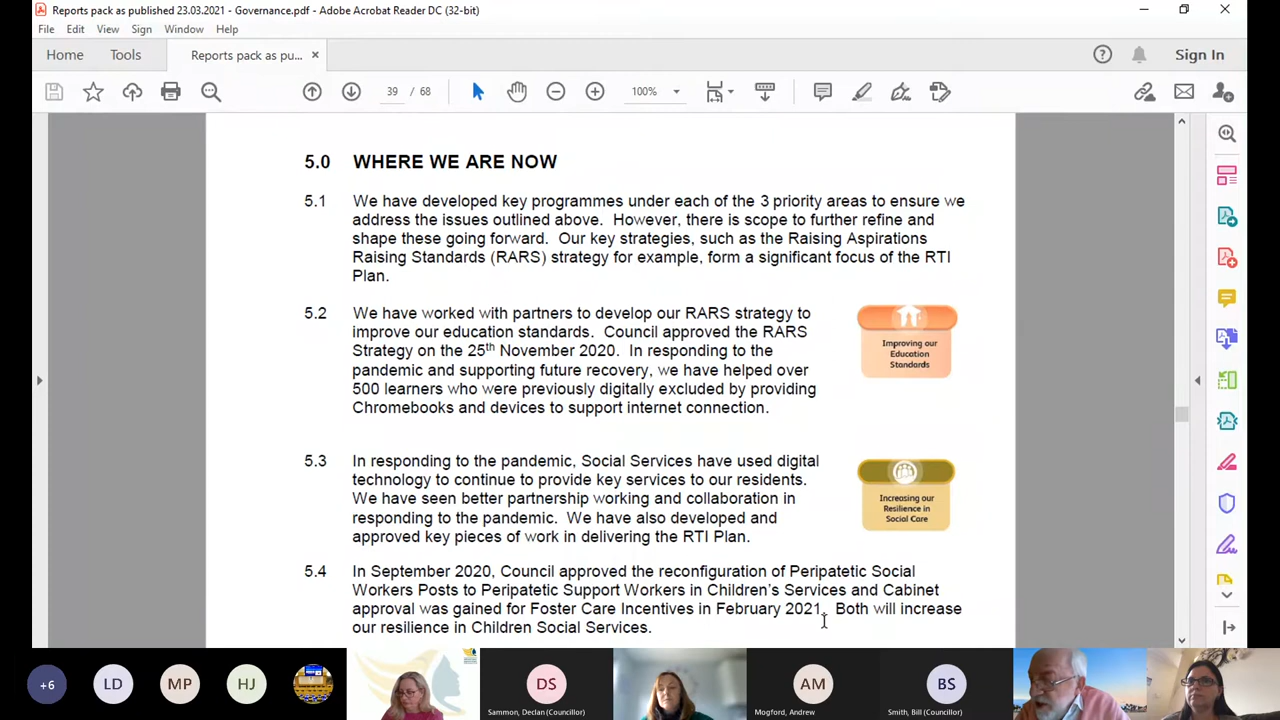 Reports pack as published 23.03.2021 - Governance.pdf - Adobe Acrobat Reader DC (32-bit)
File Edit View Sign Window Help
Home Tools Reports pack as pu... × Sign In
39 / 68 100%
5.0 WHERE WE ARE NOW
5.1 We have developed key programmes under each of the 3 priority areas to ensure we
address the issues outlined above. However, there is scope to further refine and
shape these going forward. Our key strategies, such as the Raising Aspirations
Raising Standards (RARS) strategy for example, form a significant focus of the RTI
Plan.
5.2 We have worked with partners to develop our RARS strategy to
improve our education standards. Council approved the RARS
Strategy on the 25th November 2020. In responding to the
pandemic and supporting future recovery, we have helped over
500 learners who were previously digitally excluded by providing
Chromebooks and devices to support internet connection.
Improving our
Education
Standards
5.3 In responding to the pandemic, Social Services have used digital
technology to continue to provide key services to our residents.
We have seen better partnership working and collaboration in
responding to the pandemic. We have also developed and
approved key pieces of work in delivering the RTI Plan.
Increasing our
Resilience in
Social Care
5.4 In September 2020, Council approved the reconfiguration of Peripatetic Social
Workers Posts to Peripatetic Support Workers in Children's Services and Cabinet
approval was gained for Foster Care Incentives in February 2021. Both will increase
our resilience in Children Social Services.
+6 LD MP HJ DS AM BS
Sammon, Declan (Councillor) Mogford, Andrew Smith, Bill (Councillor)